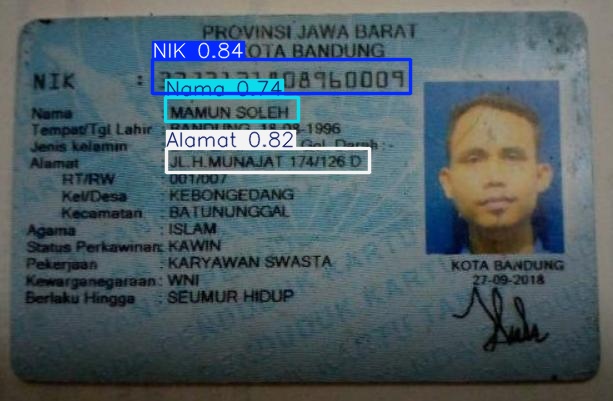 PROVINSI JAWA BARAT
KOTA BANDUNG
NIK 0.84
NIK :
Nama 0.74
Nama MAMUN SOLEH
Tempat/Tgl Lahir : BANDUNG, 18-08-1996
Alamat 0.82
Jenis kelamin Gol. Darah : -
Alamat JL.H.MUNAJAT 174/126 D
RT/RW 001/007
Kel/Desa : KEBONGEDANG
Kecamatan : BATUNUNGGAL
Agama : ISLAM
Status Perkawinan: KAWIN
Pekerjaan : KARYAWAN SWASTA
Kewarganegaraan: WNI
Berlaku Hingga : SEUMUR HIDUP
KOTA BANDUNG
27-09-2018